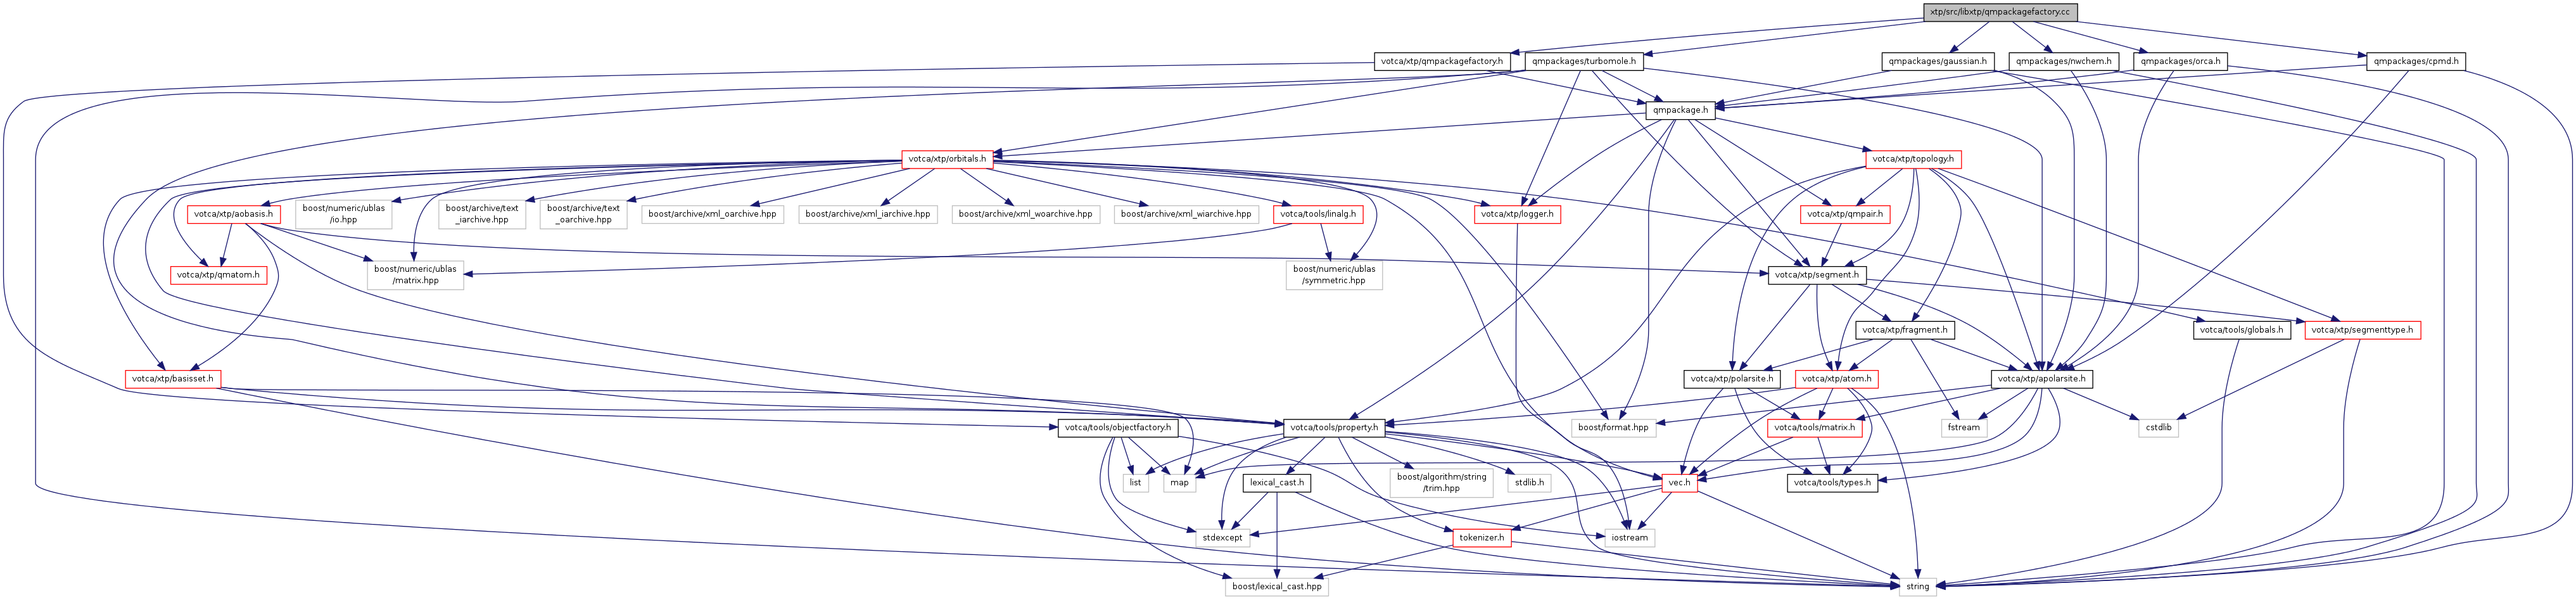 xtp/src/libxtp/qmpackagefactory.cc
votca/xtp/qmpackagefactory.h
qmpackages/turbomole.h
qmpackages/gaussian.h
qmpackages/nwchem.h
qmpackages/orca.h
qmpackages/cpmd.h
qmpackage.h
votca/xtp/orbitals.h
votca/xtp/topology.h
votca/xtp/aobasis.h
boost/numeric/ublas
/io.hpp
boost/archive/text
_iarchive.hpp
boost/archive/text
_oarchive.hpp
boost/archive/xml_oarchive.hpp
boost/archive/xml_iarchive.hpp
boost/archive/xml_woarchive.hpp
boost/archive/xml_wiarchive.hpp
votca/tools/linalg.h
votca/xtp/logger.h
votca/xtp/qmpair.h
votca/xtp/qmatom.h
boost/numeric/ublas
/matrix.hpp
boost/numeric/ublas
/symmetric.hpp
votca/xtp/segment.h
votca/xtp/fragment.h
votca/tools/globals.h
votca/xtp/segmenttype.h
votca/xtp/basisset.h
votca/xtp/polarsite.h
votca/xtp/atom.h
votca/xtp/apolarsite.h
votca/tools/objectfactory.h
votca/tools/property.h
boost/format.hpp
votca/tools/matrix.h
fstream
cstdlib
list
map
lexical_cast.h
boost/algorithm/string
/trim.hpp
stdlib.h
vec.h
votca/tools/types.h
stdexcept
tokenizer.h
iostream
boost/lexical_cast.hpp
string